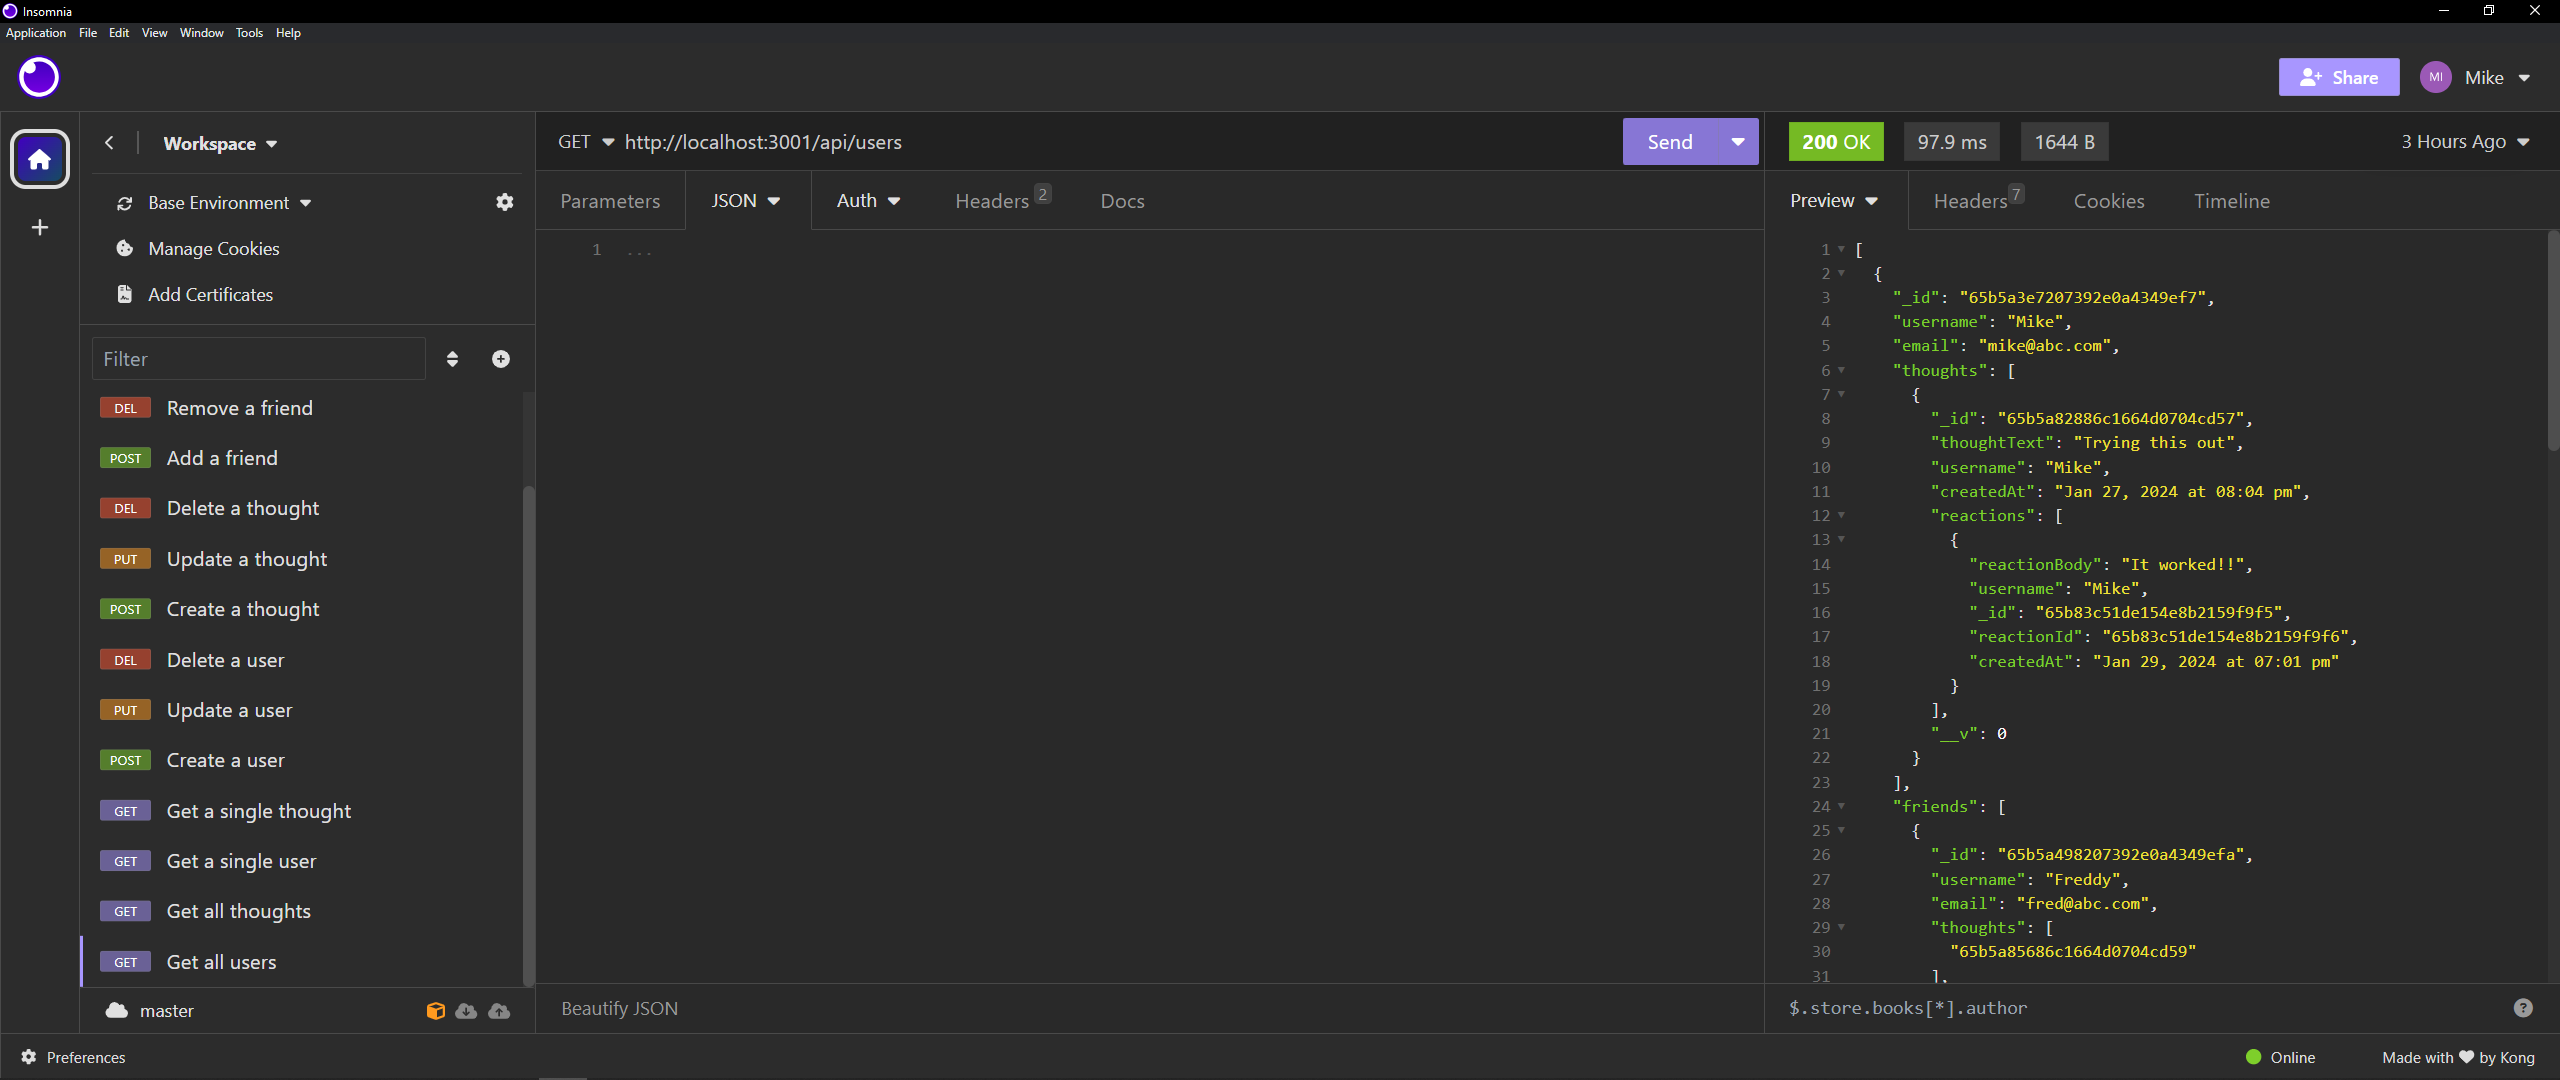 Insomnia
Application File Edit View Window Tools Help
Share MI Mike
Workspace
Base Environment
Manage Cookies
Add Certificates
Filter
DEL Remove a friend
POST Add a friend
DEL Delete a thought
PUT Update a thought
POST Create a thought
DEL Delete a user
PUT Update a user
POST Create a user
GET Get a single thought
GET Get a single user
GET Get all thoughts
GET Get all users
master
Preferences
GET http://localhost:3001/api/users Send
Parameters JSON Auth Headers 2 Docs
1 ...
Beautify JSON
200 OK 97.9 ms 1644 B 3 Hours Ago
Preview Headers 7 Cookies Timeline
1 [
2 {
3 "_id": "65b5a3e7207392e0a4349ef7",
4 "username": "Mike",
5 "email": "mike@abc.com",
6 "thoughts": [
7 {
8 "_id": "65b5a82886c1664d0704cd57",
9 "thoughtText": "Trying this out",
10 "username": "Mike",
11 "createdAt": "Jan 27, 2024 at 08:04 pm",
12 "reactions": [
13 {
14 "reactionBody": "It worked!!",
15 "username": "Mike",
16 "_id": "65b83c51de154e8b2159f9f5",
17 "reactionId": "65b83c51de154e8b2159f9f6",
18 "createdAt": "Jan 29, 2024 at 07:01 pm"
19 }
20 ],
21 "__v": 0
22 }
23 ],
24 "friends": [
25 {
26 "_id": "65b5a498207392e0a4349efa",
27 "username": "Freddy",
28 "email": "fred@abc.com",
29 "thoughts": [
30 "65b5a85686c1664d0704cd59"
31 ],
$.store.books[*].author ?
Online Made with ♥ by Kong